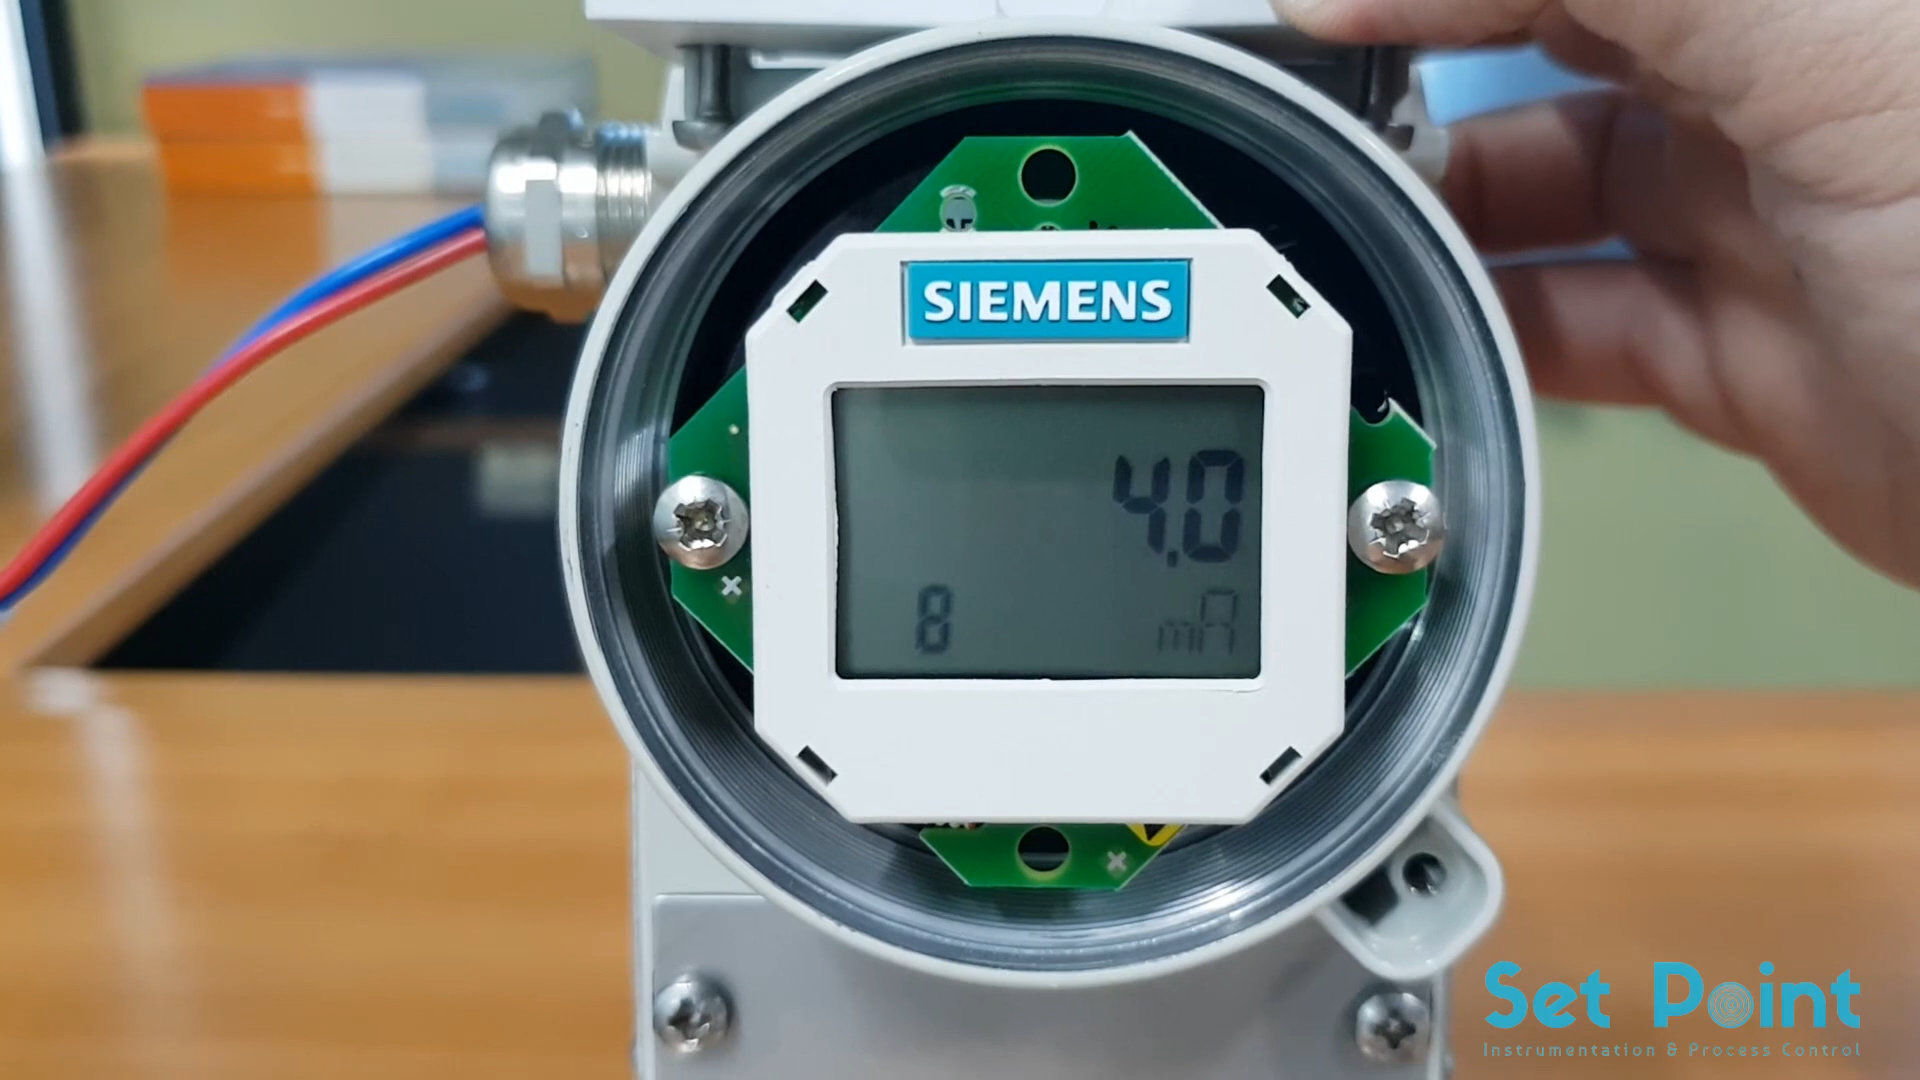 SIEMENS
4.0
8 mA
Set Point
Instrumentation & Process Control